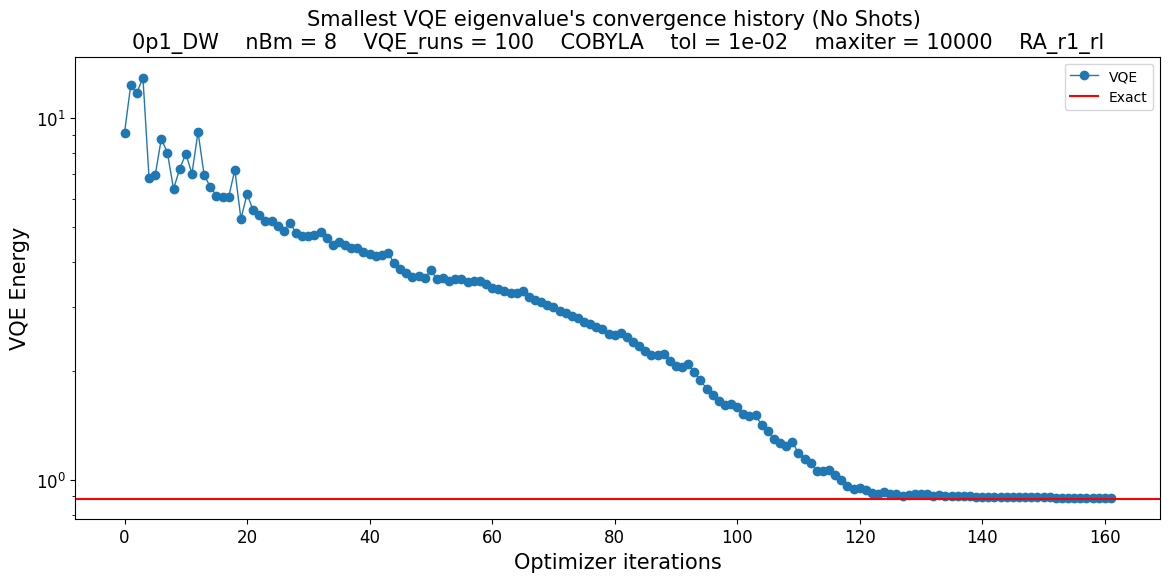 Smallest VQE eigenvalue's convergence history (No Shots)
0p1_DW nBm = 8 VQE_runs = 100 COBYLA tol = 1e-02 maxiter = 10000 RA_r1_rl
VQE
Exact
10¹
10⁰
VQE Energy
0 20 40 60 80 100 120 140 160
Optimizer iterations